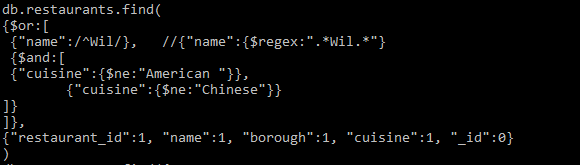 db.restaurants.find(
{$or:[
 {"name":/^Wil/},   //{"name":{$regex:".*Wil.*"}
 {$and:[
 {"cuisine":{$ne:"American "}},
        {"cuisine":{$ne:"Chinese"}}
]}
]},
{"restaurant_id":1, "name":1, "borough":1, "cuisine":1, "_id":0}
)